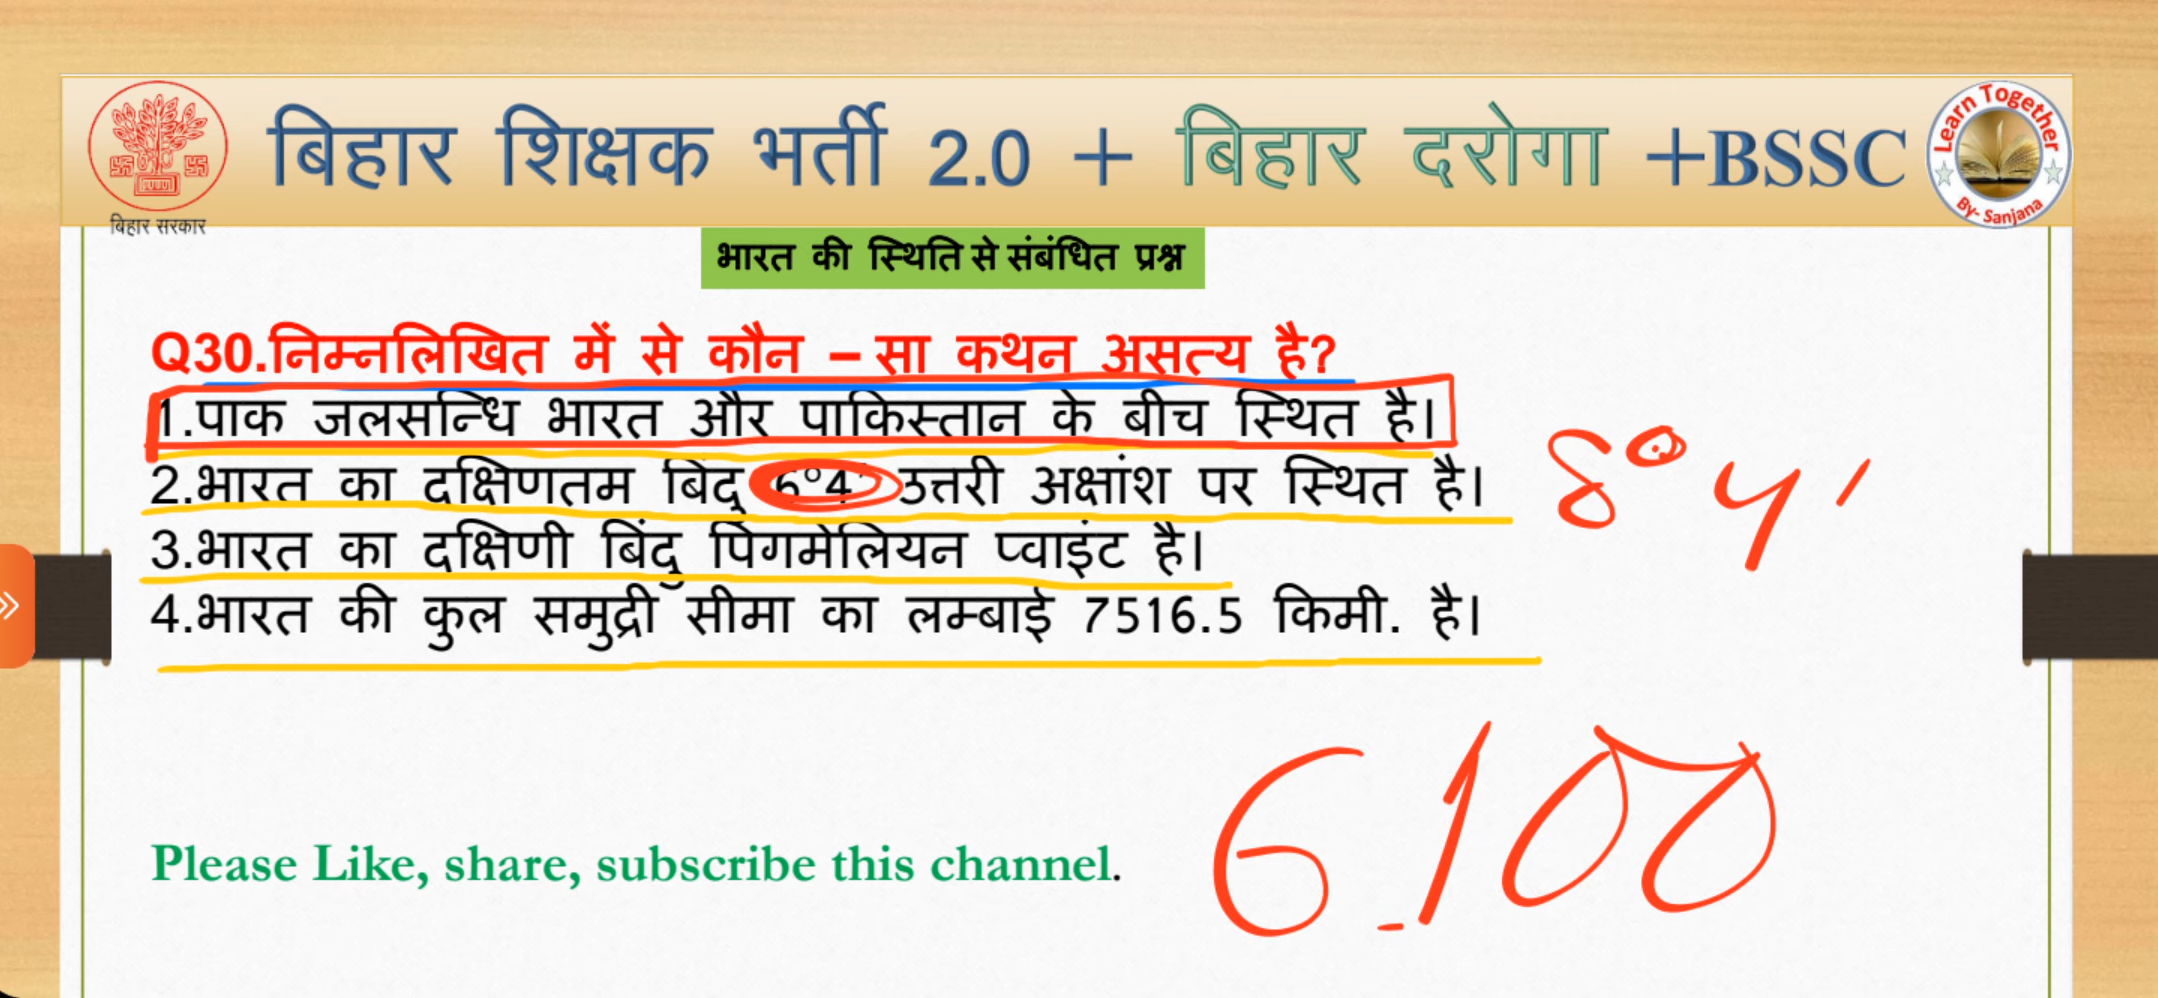 बिहार शिक्षक भर्ती 2.0 + बिहार दरोगा +BSSC
बिहार सरकार
Learn Together
By- Sanjana
भारत की स्थिति से संबंधित प्रश्न
Q30.निम्नलिखित में से कौन – सा कथन असत्य है?
1.पाक जलसन्धि भारत और पाकिस्तान के बीच स्थित है।
2.भारत का दक्षिणतम बिंदु 6°4' उत्तरी अक्षांश पर स्थित है।
8°4'
3.भारत का दक्षिणी बिंदु पिगमेलियन प्वाइंट है।
4.भारत की कुल समुद्री सीमा का लम्बाई 7516.5 किमी. है।
6100
Please Like, share, subscribe this channel.